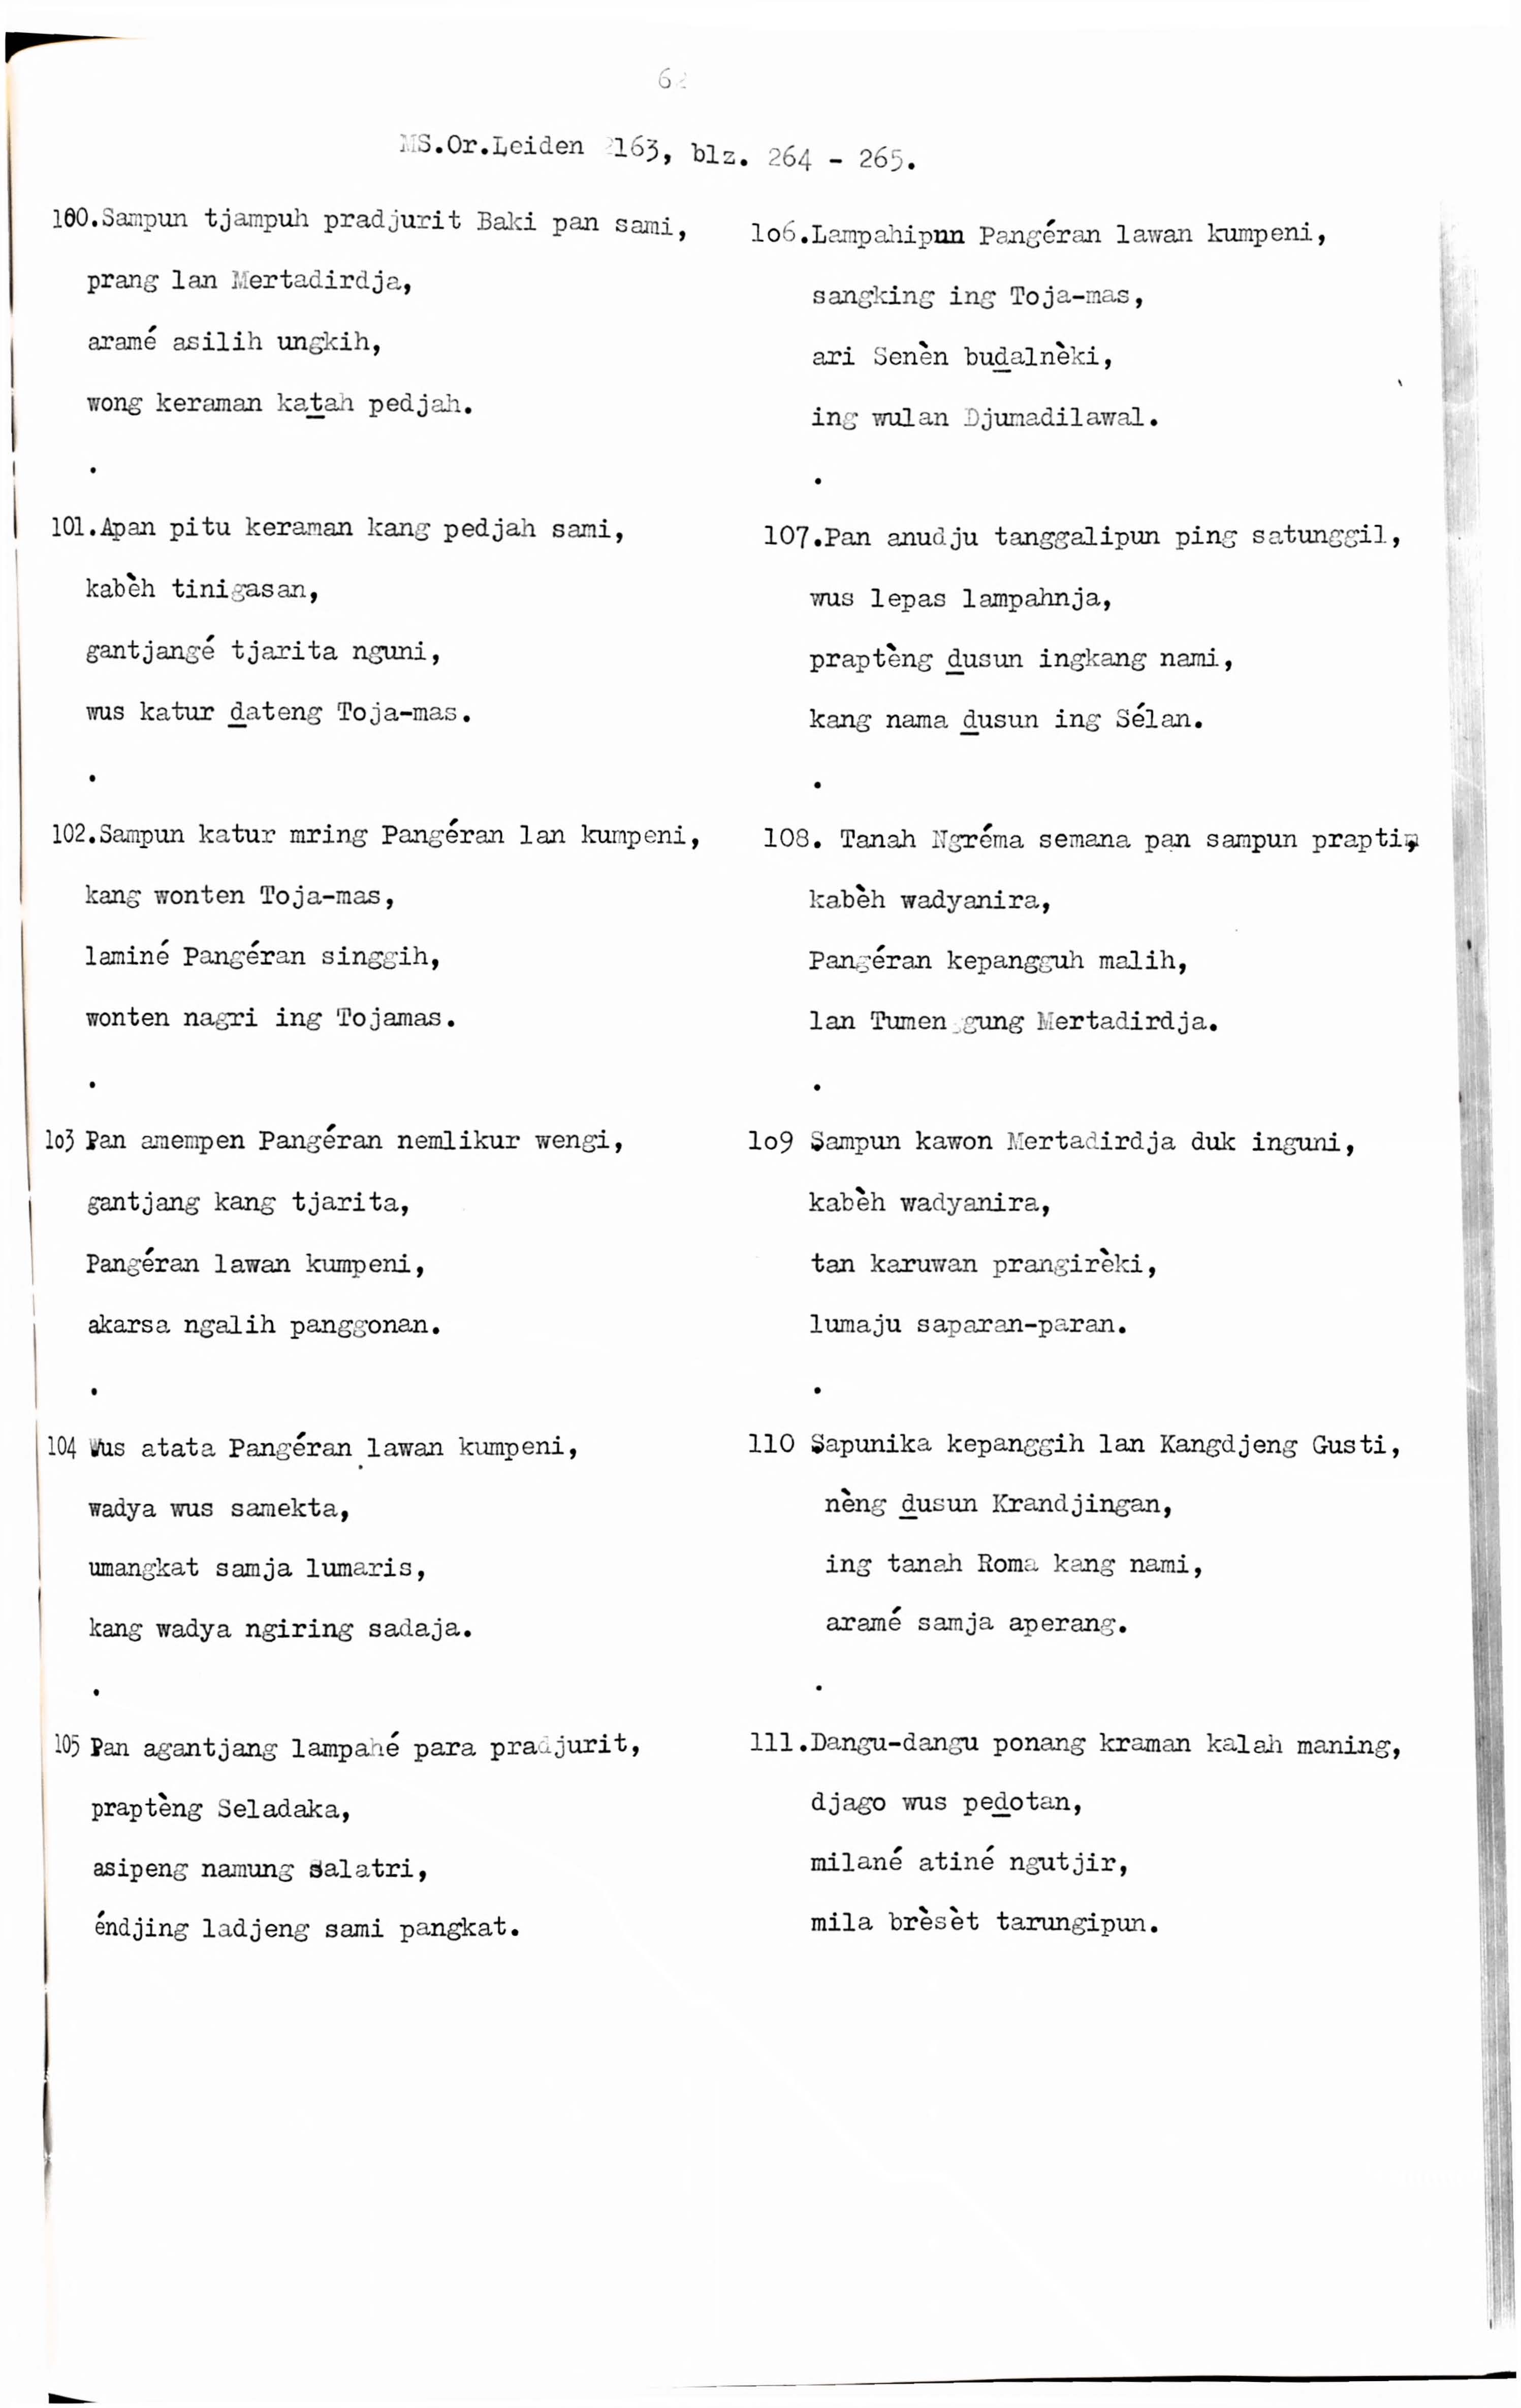 62
MS.Or.Leiden 2163, blz. 264 - 265.
100.Sampun tjampuh pradjurit Baki pan sami,
prang lan Mertadirdja,
aramé asilih ungkih,
wong keraman kaṯah pedjah.
.
101.Apan pitu keraman kang pedjah sami,
kabèh tinigasan,
gantjangé tjarita nguni,
wus katur ḏateng Toja-mas.
.
102.Sampun katur mring Pangéran lan kumpeni,
kang wonten Toja-mas,
laminé Pangéran singgih,
wonten nagri ing Tojamas.
.
103 Pan amempen Pangéran nemlikur wengi,
gantjang kang tjarita,
Pangéran lawan kumpeni,
akarsa ngalih panggonan.
.
104 Wus atata Pangéran lawan kumpeni,
wadya wus samekta,
umangkat samja lumaris,
kang wadya ngiring sadaja.
.
105 Pan agantjang lampahé para pradjurit,
praptèng Seladaka,
asipeng namung salatri,
éndjing ladjeng sami pangkat.
1o6.Lampahipun Pangéran lawan kumpeni,
sangking ing Toja-mas,
ari Senèn buḏalnèki,
ing wulan Djumadilawal.
.
107.Pan anudju tanggalipun ping satunggil,
wus lepas lampahnja,
praptèng ḏusun ingkang nami,
kang nama ḏusun ing Sélan.
.
108. Tanah Ngréma semana pan sampun prapti,
kabèh wadyanira,
Pangéran kepangguh malih,
lan Tumenggung Mertadirdja.
.
1o9 Sampun kawon Mertadirdja duk inguni,
kabèh wadyanira,
tan karuwan prangirèki,
lumaju saparan-paran.
.
110 Sapunika kepanggih lan Kangdjeng Gusti,
nèng ḏusun Krandjingan,
ing tanah Roma kang nami,
aramé samja aperang.
.
111.Dangu-dangu ponang kraman kalah maning,
djago wus peḏotan,
milané atiné ngutjir,
mila brèsèt tarungipun.